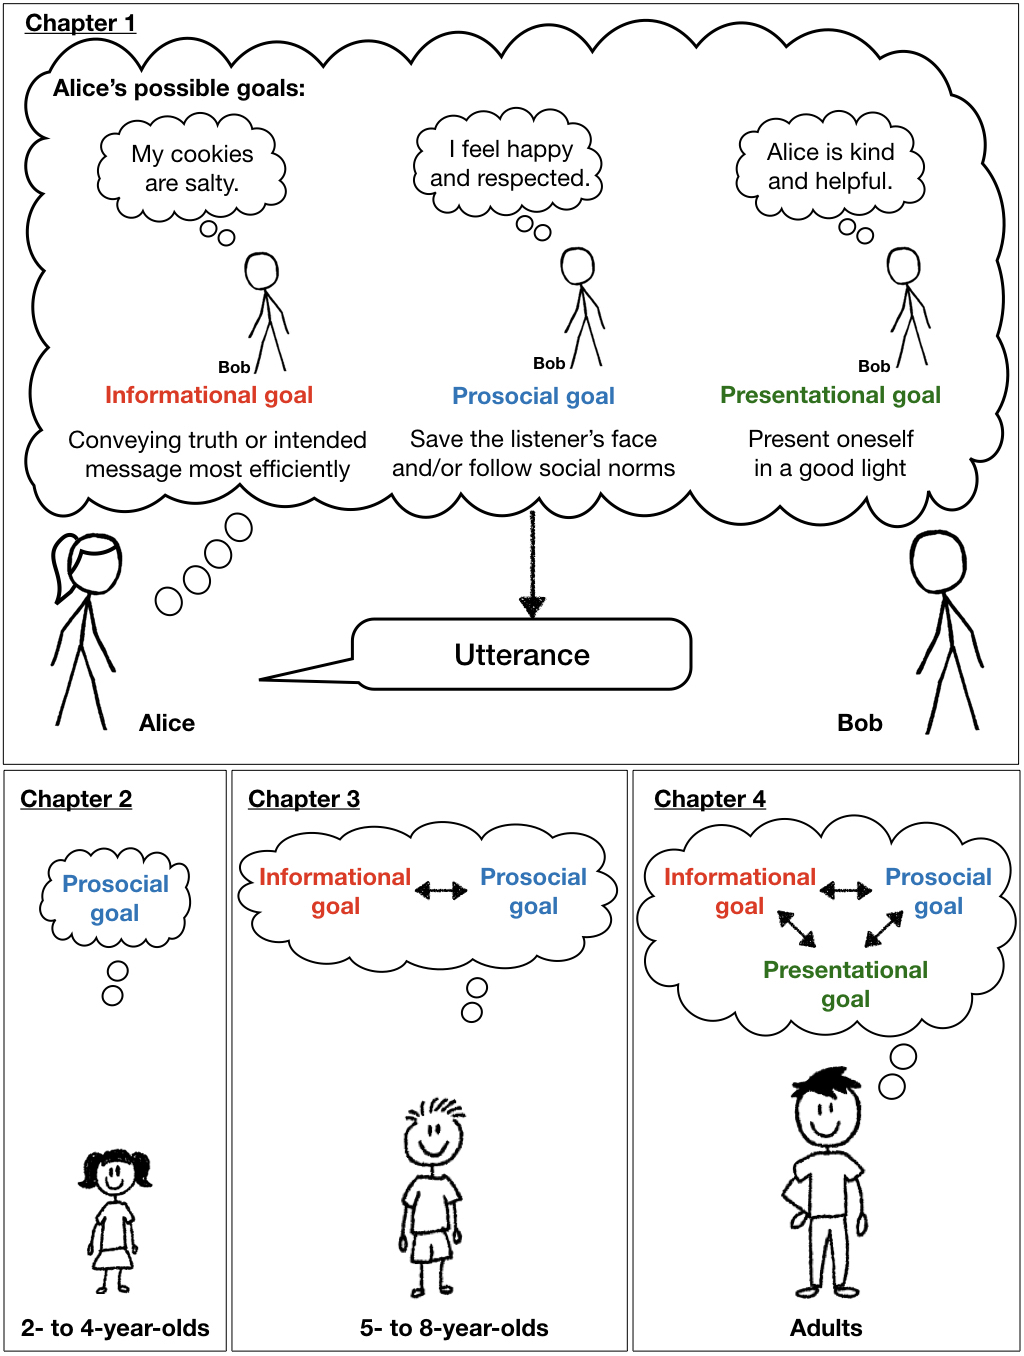 Chapter 1
Alice's possible goals:
My cookies
are salty.
I feel happy
and respected.
Alice is kind
and helpful.
Bob
Bob
Bob
Informational goal
Prosocial goal
Presentational goal
Conveying truth or intended
message most efficiently
Save the listener's face
and/or follow social norms
Present oneself
in a good light
Utterance
Alice
Bob
Chapter 2
Prosocial
goal
2- to 4-year-olds
Chapter 3
Informational
goal
Prosocial
goal
5- to 8-year-olds
Chapter 4
Informational
goal
Prosocial
goal
Presentational
goal
Adults